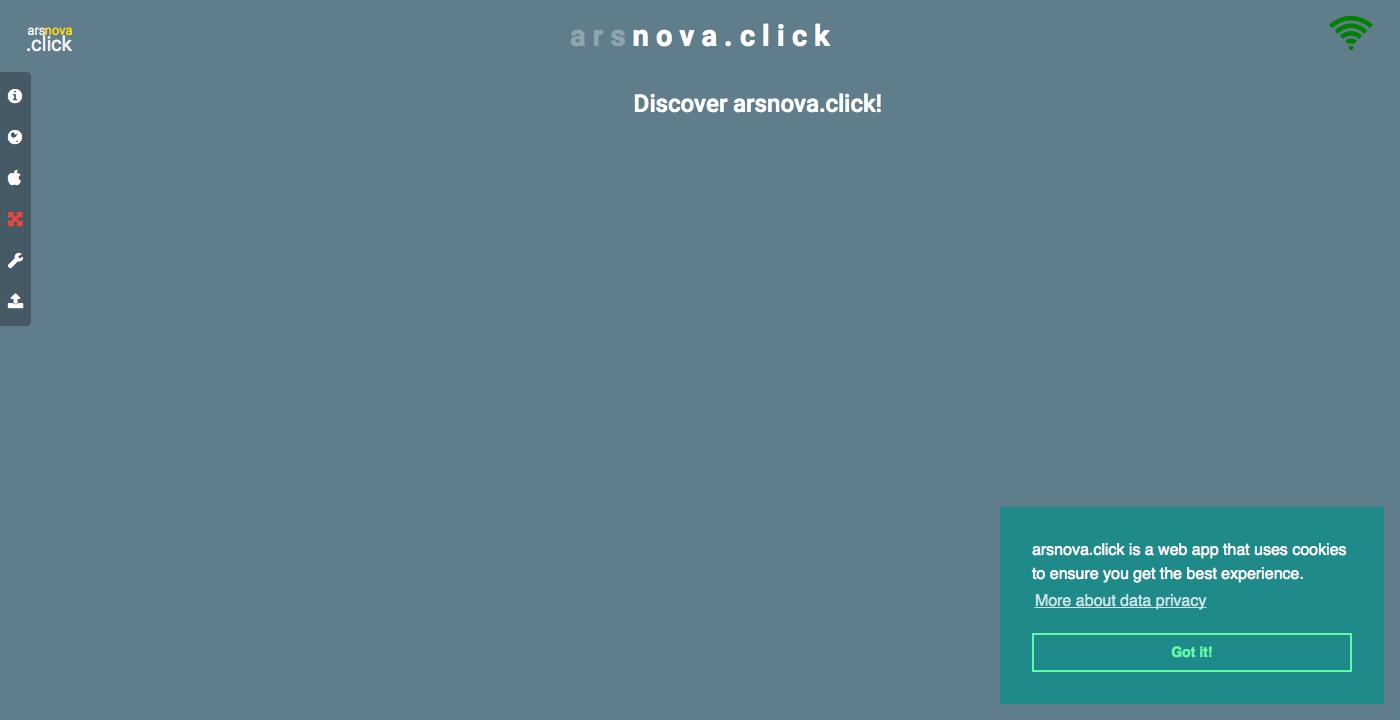 arsnova
.click
arsnova.click
Discover arsnova.click!
arsnova.click is a web app that uses cookies
to ensure you get the best experience.
More about data privacy
Got it!